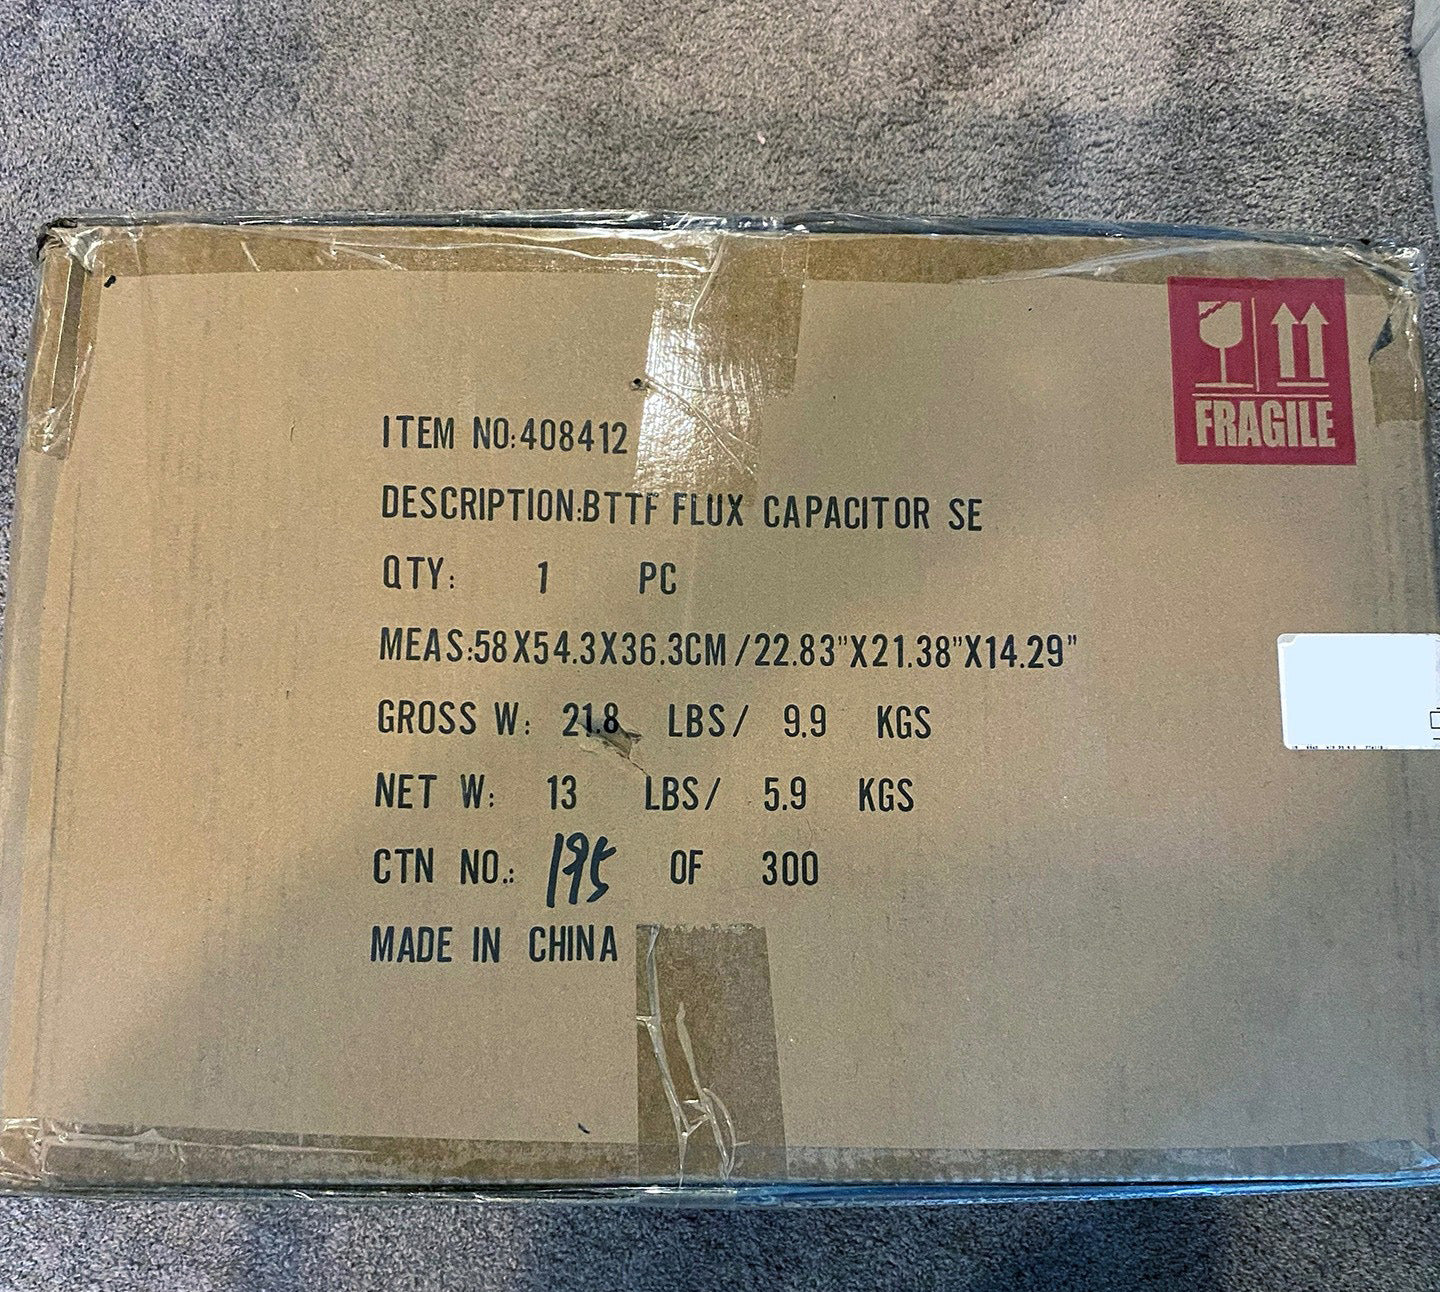 FRAGILE
ITEM NO:408412
DESCRIPTION:BTTF FLUX CAPACITOR SE
QTY: 1 PC
MEAS:58X54.3X36.3CM/22.83"X21.38"X14.29"
GROSS W: 21.8 LBS/ 9.9 KGS
NET W: 13 LBS/ 5.9 KGS
CTN NO.: 195 OF 300
MADE IN CHINA